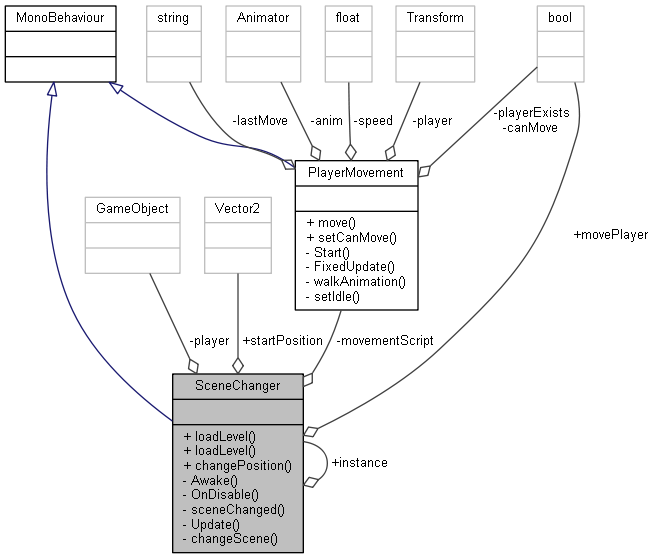 MonoBehaviour
string
Animator
float
Transform
bool
-lastMove
-anim
-speed
-player
-playerExists
-canMove
PlayerMovement
+ move()
+ setCanMove()
- Start()
- FixedUpdate()
- walkAnimation()
- setIdle()
GameObject
Vector2
+movePlayer
-player
+startPosition
-movementScript
SceneChanger
+ loadLevel()
+ loadLevel()
+ changePosition()
- Awake()
- OnDisable()
- sceneChanged()
- Update()
- changeScene()
+instance